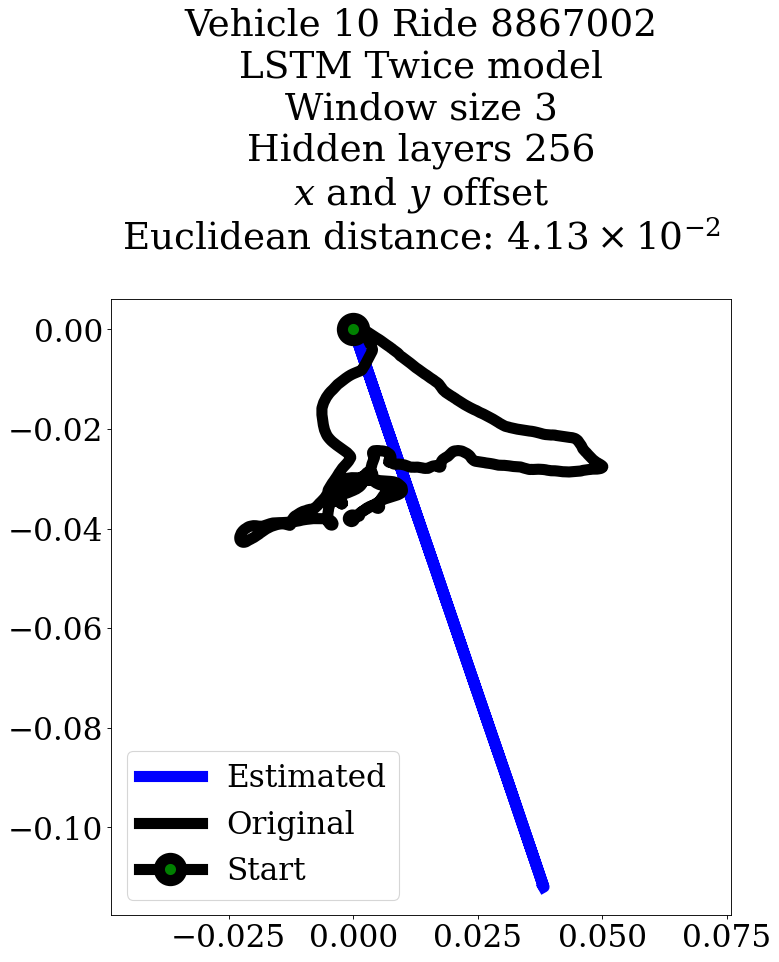 Vehicle 10 Ride 8867002
LSTM Twice model
Window size 3
Hidden layers 256
x and y offset
Euclidean distance: 4.13 × 10⁻²
0.00
−0.02
−0.04
−0.06
−0.08
−0.10
Estimated
Original
Start
−0.025 0.000 0.025 0.050 0.075